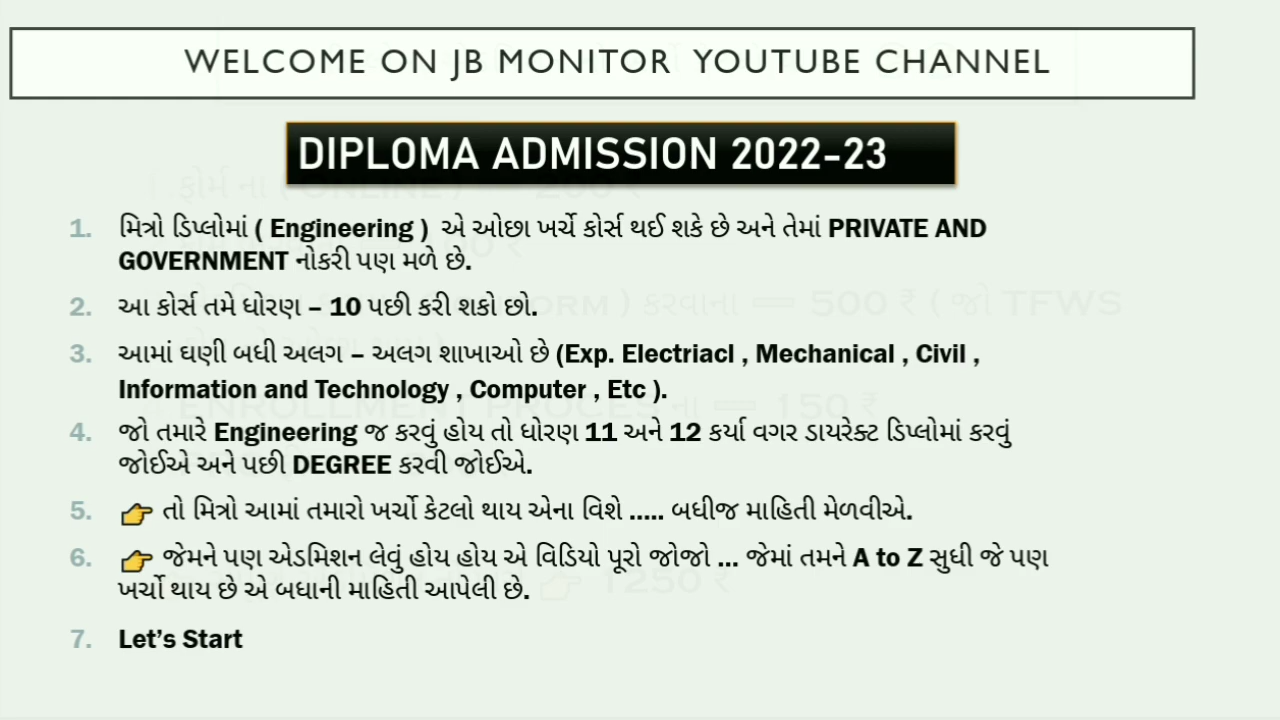 WELCOME ON JB MONITOR YOUTUBE CHANNEL
DIPLOMA ADMISSION 2022-23
1. મિત્રો ડિપ્લોમાં ( Engineering ) એ ઓછા ખર્ચે કોર્સ થઈ શકે છે અને તેમાં PRIVATE AND
GOVERNMENT નોકરી પણ મળે છે.
2. આ કોર્સ તમે ધોરણ – 10 પછી કરી શકો છો.
3. આમાં ઘણી બધી અલગ – અલગ શાખાઓ છે (Exp. Electriacl , Mechanical , Civil ,
Information and Technology , Computer , Etc ).
4. જો તમારે Engineering જ કરવું હોય તો ધોરણ 11 અને 12 કર્યા વગર ડાયરેક્ટ ડિપ્લોમાં કરવું
જોઈએ અને પછી DEGREE કરવી જોઈએ.
5. 👉 તો મિત્રો આમાં તમારો ખર્ચો કેટલો થાય એના વિશે ..... બધીજ માહિતી મેળવીએ.
6. 👉 જેમને પણ એડમિશન લેવું હોય હોય એ વિડિયો પૂરો જોજો ... જેમાં તમને A to Z સુધી જે પણ
ખર્ચો થાય છે એ બધાની માહિતી આપેલી છે.
7. Let's Start